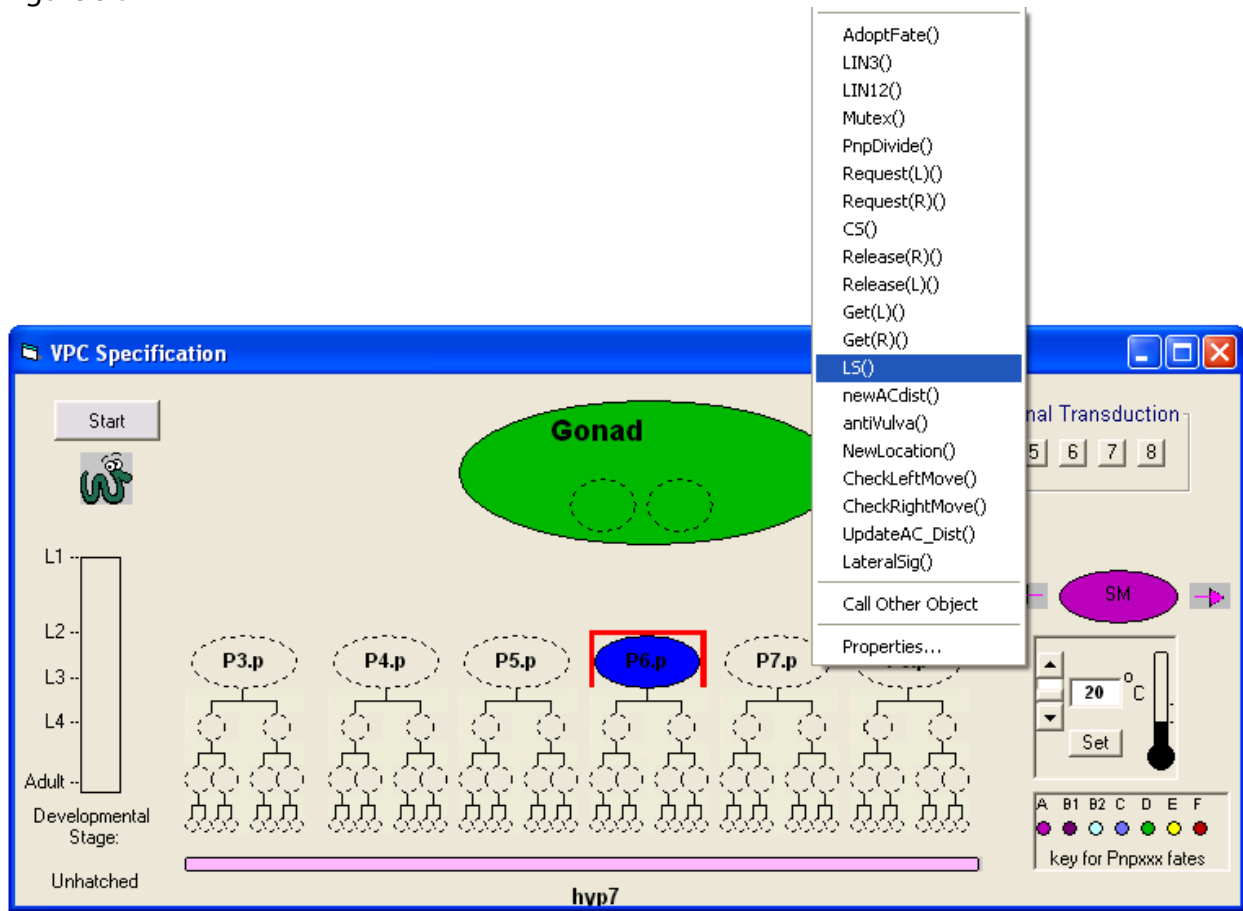 AdoptFate()
LIN3()
LIN12()
Mutex()
PnpDivide()
Request(L)()
Request(R)()
CS()
Release(R)()
Release(L)()
Get(L)()
Get(R)()
LS()
newACdist()
antiVulva()
NewLocation()
CheckLeftMove()
CheckRightMove()
UpdateAC_Dist()
LateralSig()
Call Other Object
Properties...
VPC Specification
Start
Gonad
nal Transduction
5 6 7 8
L1
L2
L3
L4
Adult
Developmental
Stage:
Unhatched
SM
P3.p P4.p P5.p P6.p P7.p
20 °C
Set
A B1 B2 C D E F
key for Pnpxxx fates
hyp7